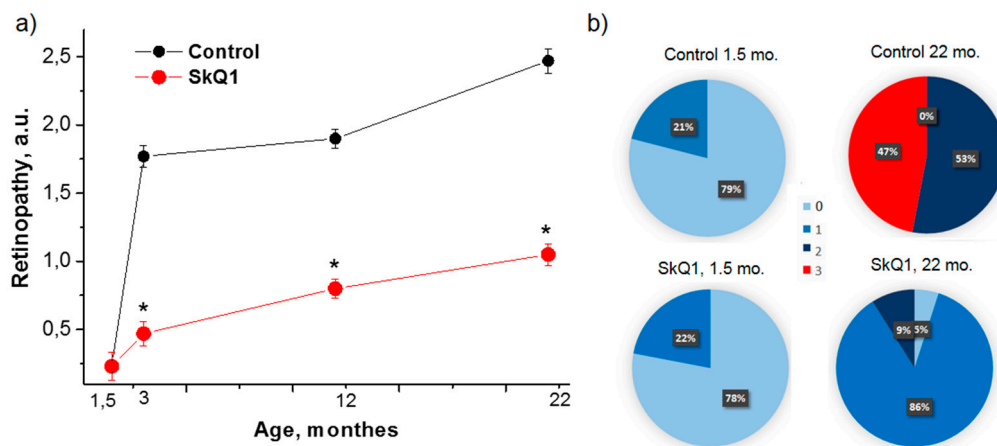 a)
Control
SkQ1
Retinopathy, a.u.
2,5
2,0
1,5
1,0
0,5
1,5
3
12
22
Age, monthes
b)
Control 1.5 mo.
21%
79%
Control 22 mo.
0%
47%
53%
0
1
2
3
SkQ1, 1.5 mo.
22%
78%
SkQ1, 22 mo.
9%
5%
86%
*
*
*